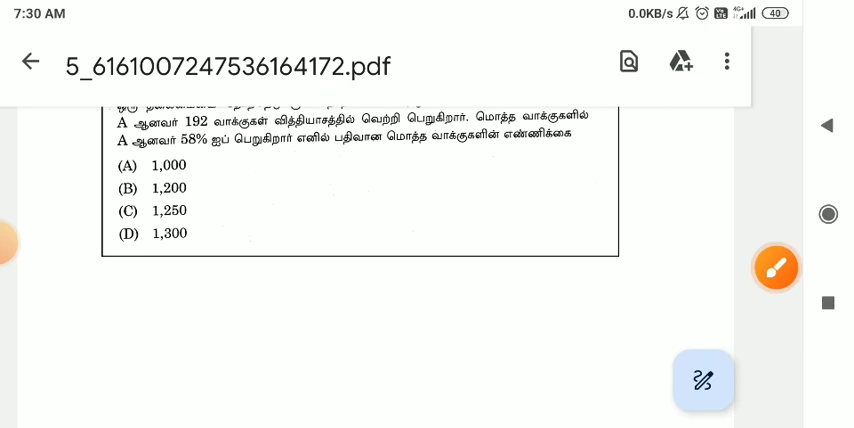 7:30 AM
0.0KB/s 4G+ 40
5_6161007247536164172.pdf
A ஆனவர் 192 வாக்குகள் வித்தியாசத்தில் வெற்றி பெறுகிறார். மொத்த வாக்குகளில்
A ஆனவர் 58% ஐப் பெறுகிறார் எனில் பதிவான மொத்த வாக்குகளின் எண்ணிக்கை
(A) 1,000
(B) 1,200
(C) 1,250
(D) 1,300